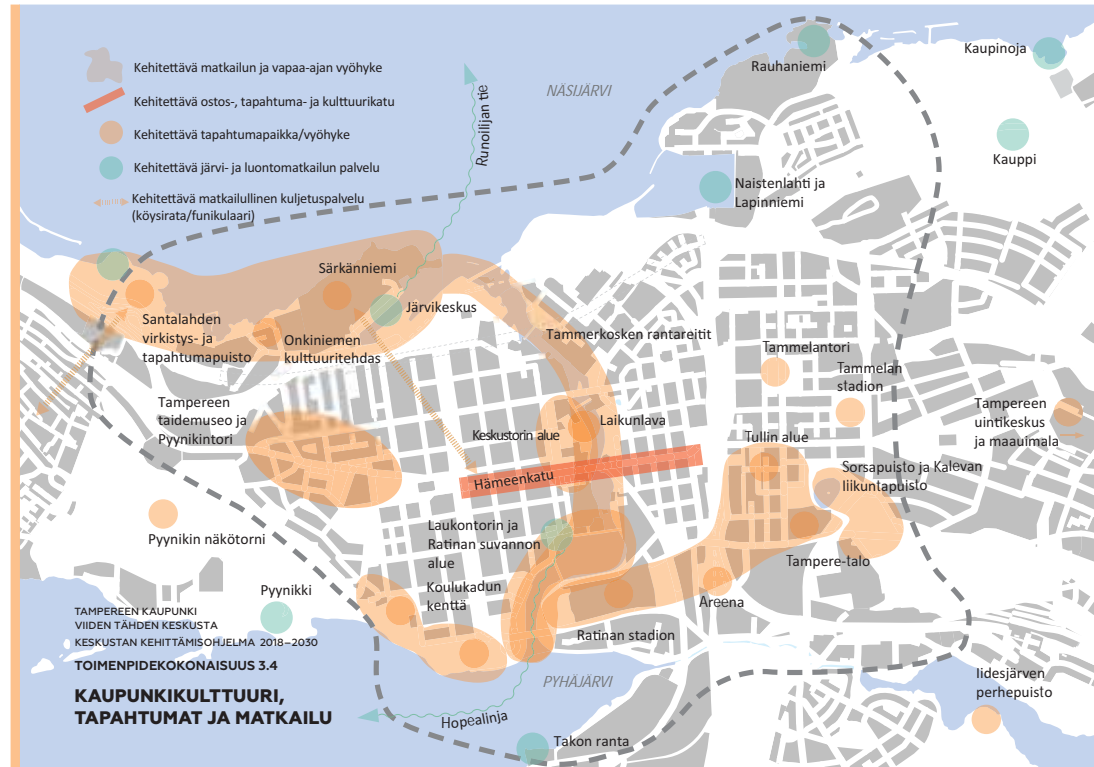 Kehitettävä matkailun ja vapaa-ajan vyöhyke
Kehitettävä ostos-, tapahtuma- ja kulttuurikatu
Kehitettävä tapahtumapaikka/vyöhyke
Kehitettävä järvi- ja luontomatkailun palvelu
Kehitettävä matkailullinen kuljetuspalvelu
(köysirata/funikulaari)
Runoilijan tie
NÄSIJÄRVI
Rauhaniemi
Kaupinoja
Kauppi
Naistenlahti ja
Lapinniemi
Särkänniemi
Järvikeskus
Santalahden
virkistys- ja
tapahtumapuisto
Onkiniemen
kulttuuritehdas
Tammerkosken rantareitit
Tammelantori
Tammelan
stadion
Tampereen
taidemuseo ja
Pyynikintori
Keskustorin alue
Laikunlava
Tullin alue
Tampereen
uintikeskus
ja maauimala
Hämeenkatu
Sorsapuisto ja Kalevan
liikuntapuisto
Pyynikin näkötorni
Laukontorin ja
Ratinan suvannon
alue
Tampere-talo
Pyynikki
Koulukadun
kenttä
Areena
Ratinan stadion
TAMPEREEN KAUPUNKI
VIIDEN TÄHDEN KESKUSTA
KESKUSTAN KEHITTÄMISOHJELMA 2018–2030
TOIMENPIDEKOKONAISUUS 3.4
KAUPUNKIKULTTUURI,
TAPAHTUMAT JA MATKAILU
PYHÄJÄRVI
Iidesjärven
perhepuisto
Hopealinja
Takon ranta